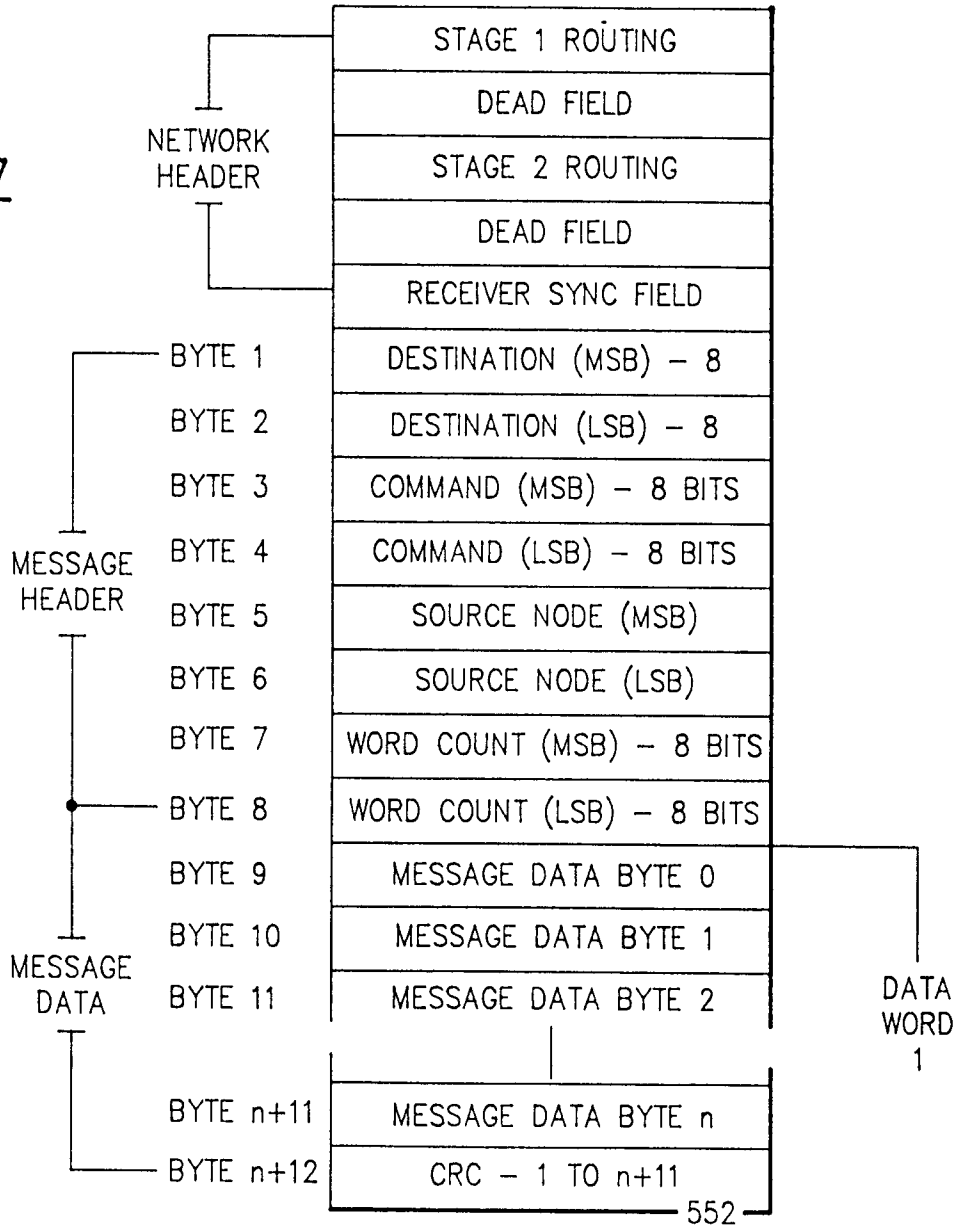 STAGE 1 ROUTING
DEAD FIELD
NETWORK
HEADER
STAGE 2 ROUTING
DEAD FIELD
RECEIVER SYNC FIELD
BYTE 1 DESTINATION (MSB) – 8
BYTE 2 DESTINATION (LSB) – 8
BYTE 3 COMMAND (MSB) – 8 BITS
BYTE 4 COMMAND (LSB) – 8 BITS
MESSAGE
HEADER
BYTE 5 SOURCE NODE (MSB)
BYTE 6 SOURCE NODE (LSB)
BYTE 7 WORD COUNT (MSB) – 8 BITS
BYTE 8 WORD COUNT (LSB) – 8 BITS
BYTE 9 MESSAGE DATA BYTE 0
BYTE 10 MESSAGE DATA BYTE 1
MESSAGE
DATA
BYTE 11 MESSAGE DATA BYTE 2
DATA
WORD
1
BYTE n+11 MESSAGE DATA BYTE n
BYTE n+12 CRC – 1 TO n+11
552